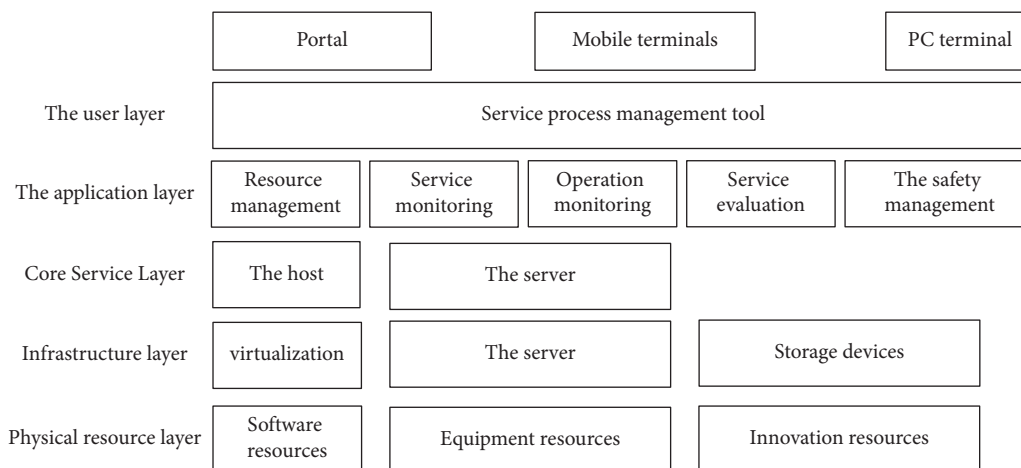 Portal
Mobile terminals
PC terminal
The user layer
Service process management tool
The application layer
Resource
management
Service
monitoring
Operation
monitoring
Service
evaluation
The safety
management
Core Service Layer
The host
The server
Infrastructure layer
virtualization
The server
Storage devices
Physical resource layer
Software
resources
Equipment resources
Innovation resources